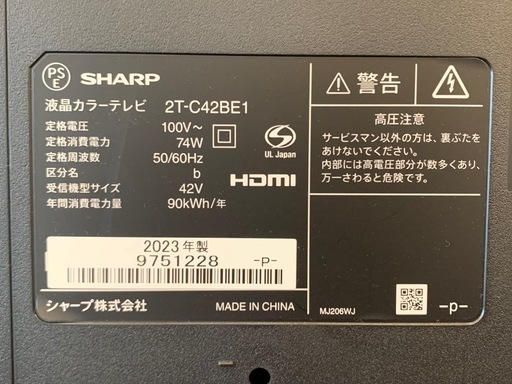 PS
E
SHARP
液晶カラーテレビ 2T-C42BE1
定格電圧 100V～
定格消費電力 74W
定格周波数 50/60Hz
区分名 b
受信機型サイズ 42V
年間消費電力量 90kWh/年
S
UL Japan
HDMI
2023 年製
9751228 -P-
シャープ株式会社
MADE IN CHINA
警告
高圧注意
サービスマン以外の方は、裏ぶたを
あけないでください。
内部には高電圧部分が数多くあり、
万一さわると危険です。
MJ206WJ
-p-